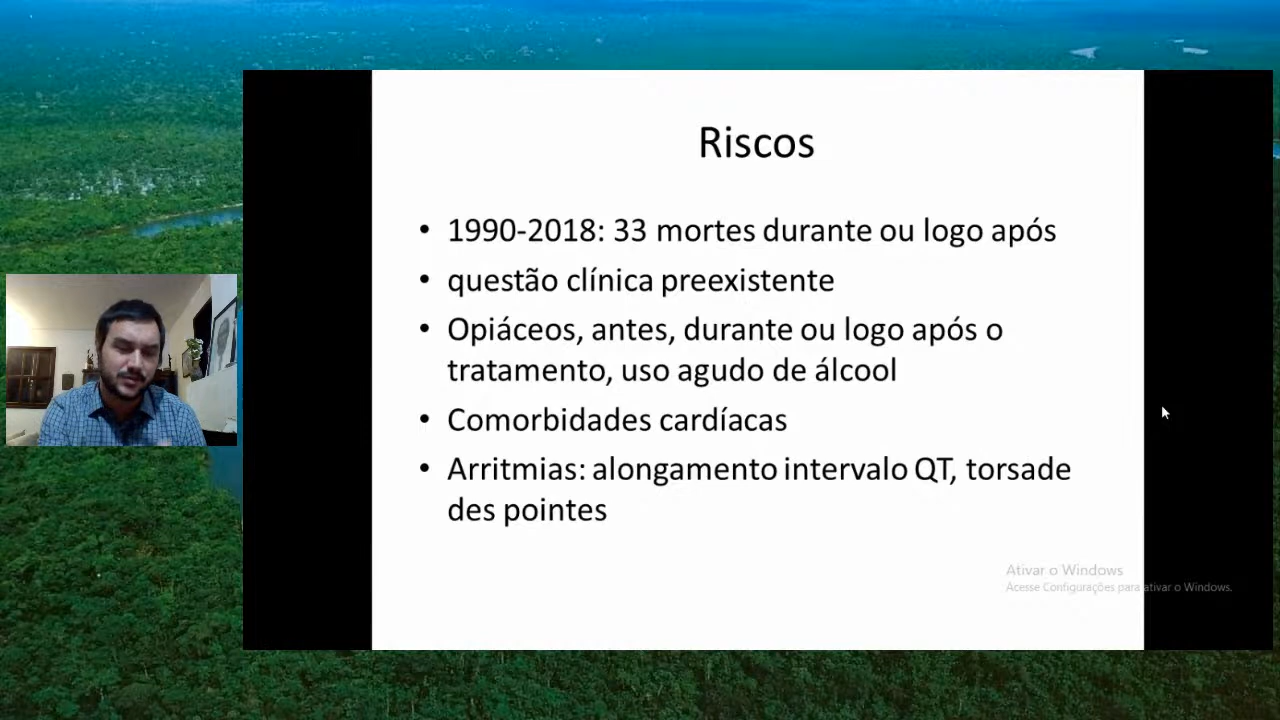 Riscos
• 1990-2018: 33 mortes durante ou logo após
• questão clínica preexistente
• Opiáceos, antes, durante ou logo após o
tratamento, uso agudo de álcool
• Comorbidades cardíacas
• Arritmias: alongamento intervalo QT, torsade
des pointes
Ativar o Windows
Acesse Configurações para ativar o Windows.